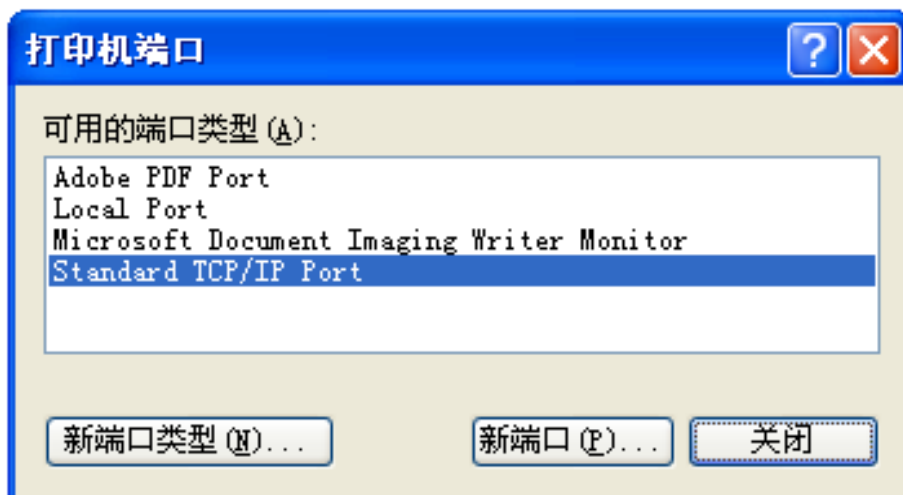 打印机端口
可用的端口类型(A):
Adobe PDF Port
Local Port
Microsoft Document Imaging Writer Monitor
Standard TCP/IP Port
新端口类型(N)... 新端口(P)... 关闭